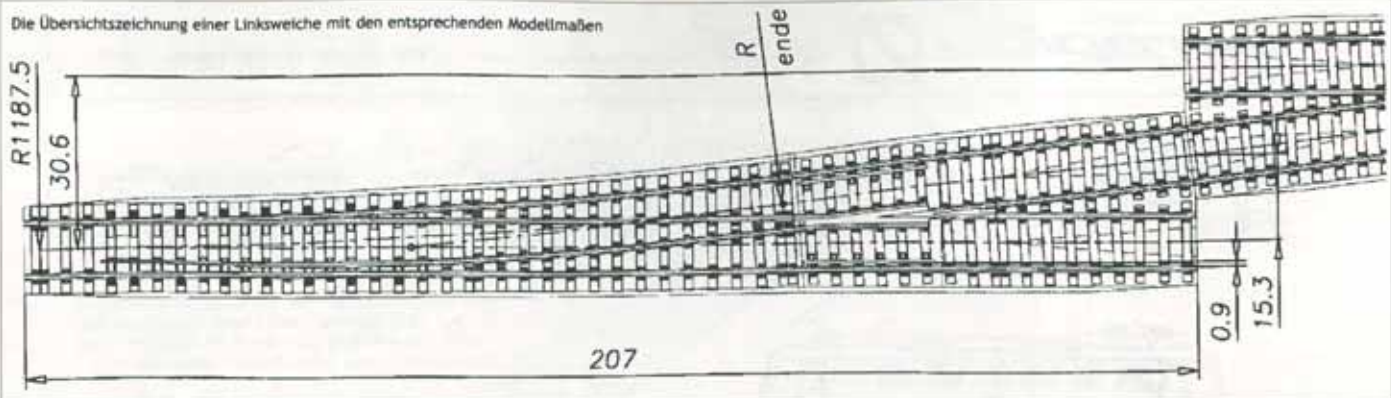 Die Übersichtszeichnung einer Linksweiche mit den entsprechenden Modellmaßen
R1187.5
30.6
R
ende
0.9
15.3
207